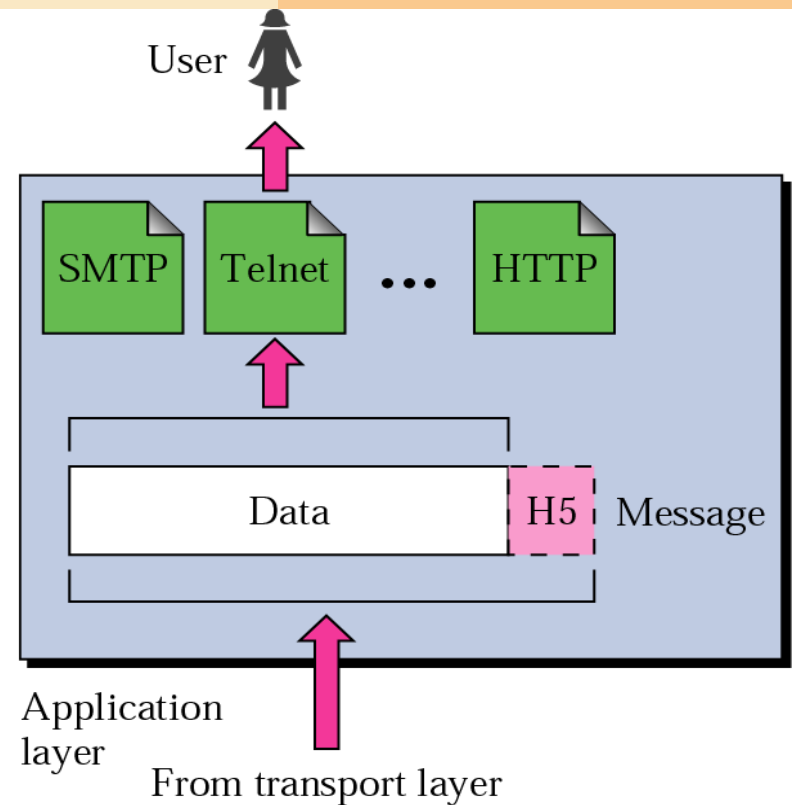 User
SMTP Telnet ... HTTP
Data H5 Message
Application
layer
From transport layer